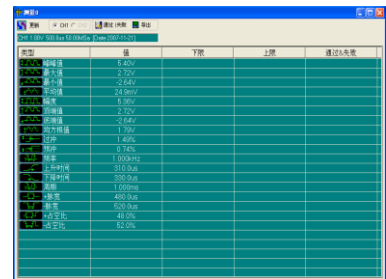 测量II
更新 CH1 CH2 通过\失败 导出
CH1 1.00V 500.0us 50.00MSa [Date:2007-11-21]
类型 值 下限 上限 通过&失败
峰峰值 5.40V
最大值 2.72V
最小值 -2.64V
平均值 24.9mV
幅度 5.36V
顶端值 2.72V
底端值 -2.64V
均方根值 1.79V
过冲 1.49%
预冲 0.74%
频率 1.000kHz
上升时间 310.0us
下降时间 330.0us
周期 1.000ms
+脉宽 480.0us
-脉宽 520.0us
+占空比 48.0%
-占空比 52.0%